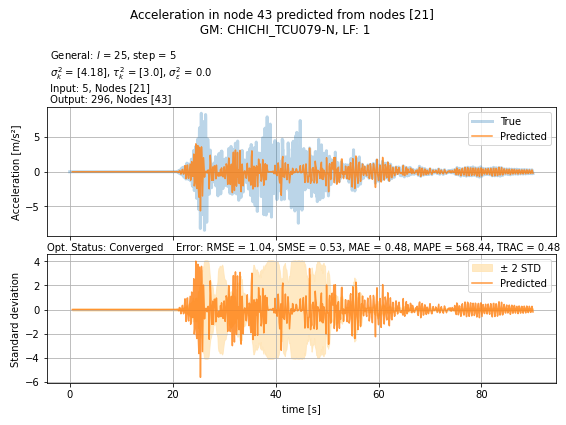 Acceleration in node 43 predicted from nodes [21]
GM: CHICHI_TCU079-N, LF: 1
General: l = 25, step = 5
σ²ₖ = [4.18], τ²ₖ = [3.0], σ²ε = 0.0
Input: 5, Nodes [21]
Output: 296, Nodes [43]
Acceleration [m/s²]
5
0
−5
True
Predicted
Opt. Status: Converged Error: RMSE = 1.04, SMSE = 0.53, MAE = 0.48, MAPE = 568.44, TRAC = 0.48
Standard deviation
4
2
0
−2
−4
−6
± 2 STD
Predicted
0 20 40 60 80
time [s]